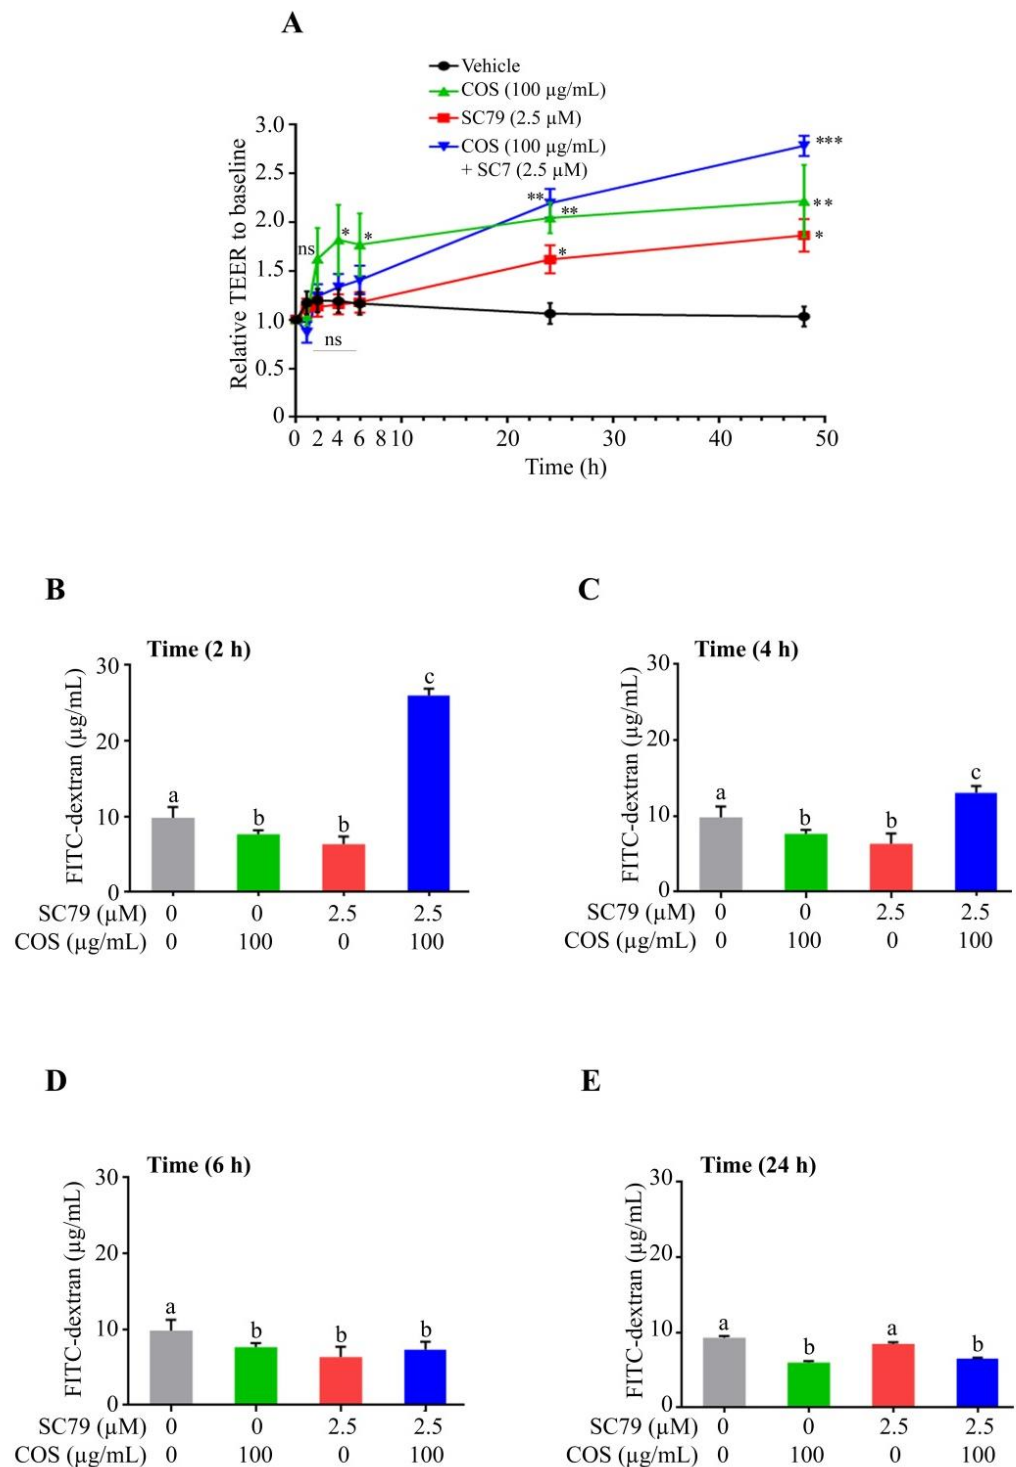 A
Vehicle
COS (100 µg/mL)
SC79 (2.5 µM)
COS (100 µg/mL)
+ SC7 (2.5 µM)
Relative TEER to baseline
3.0
2.5
2.0
1.5
1.0
0.5
0
ns
*
*
**
**
*
***
**
*
ns
0 2 4 6 8 10 20 30 40 50
Time (h)
B
Time (2 h)
FITC-dextran (µg/mL)
30
20
10
0
a b b c
SC79 (µM) 0 0 2.5 2.5
COS (µg/mL) 0 100 0 100
C
Time (4 h)
FITC-dextran (µg/mL)
30
20
10
0
a b b c
SC79 (µM) 0 0 2.5 2.5
COS (µg/mL) 0 100 0 100
D
Time (6 h)
FITC-dextran (µg/mL)
30
20
10
0
a b b b
SC79 (µM) 0 0 2.5 2.5
COS (µg/mL) 0 100 0 100
E
Time (24 h)
FITC-dextran (µg/mL)
30
20
10
0
a b a b
SC79 (µM) 0 0 2.5 2.5
COS (µg/mL) 0 100 0 100